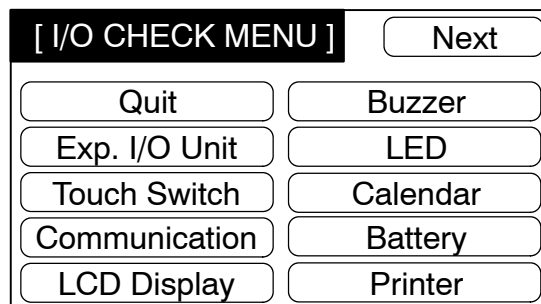 [ I/O CHECK MENU ] Next
Quit Buzzer
Exp. I/O Unit LED
Touch Switch Calendar
Communication Battery
LCD Display Printer